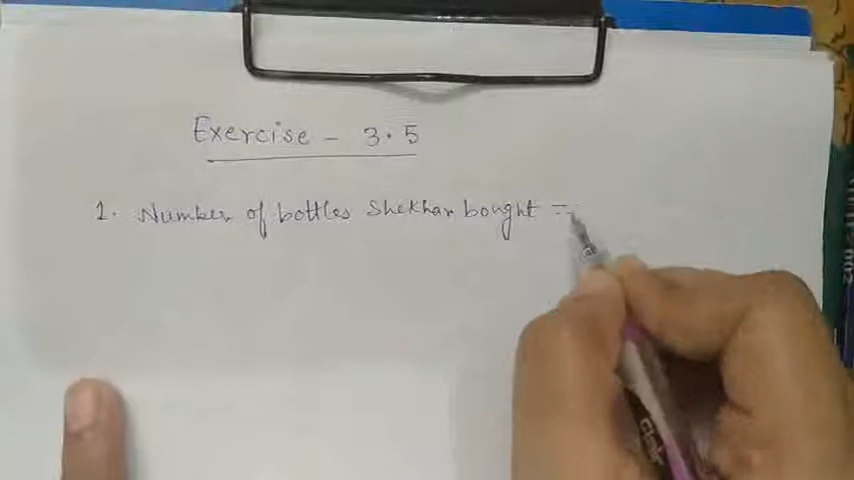 Exercise - 3.5
1. Number of bottles Shekhar bought =